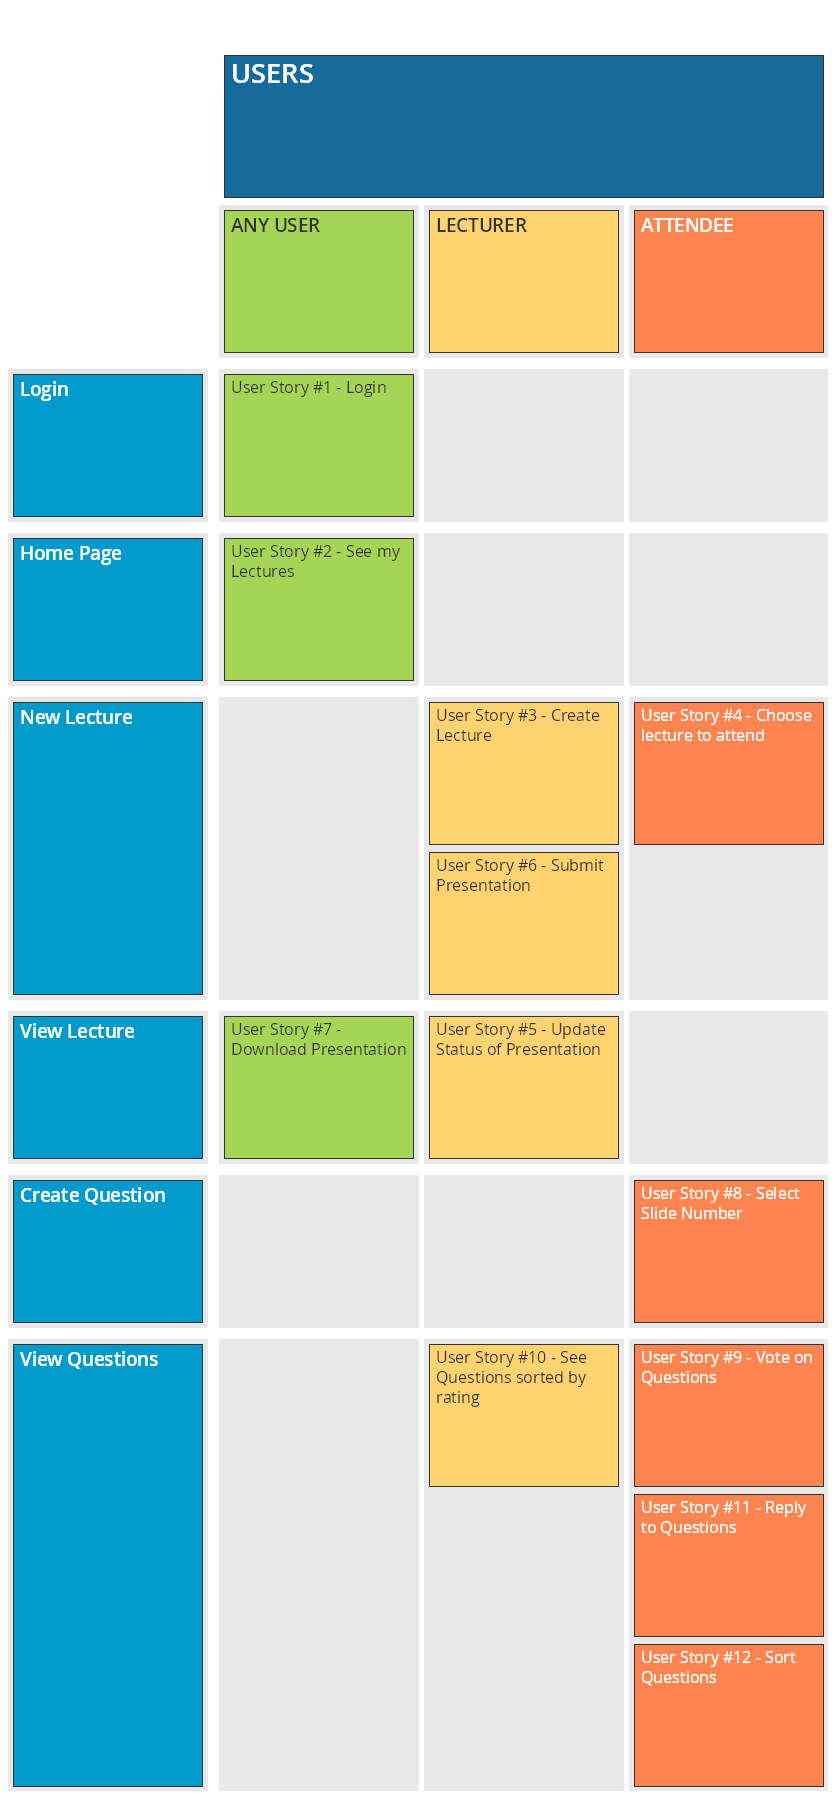 USERS
ANY USER
LECTURER
ATTENDEE
Login
User Story #1 - Login
Home Page
User Story #2 - See my
Lectures
New Lecture
User Story #3 - Create
Lecture
User Story #4 - Choose
lecture to attend
User Story #6 - Submit
Presentation
View Lecture
User Story #7 -
Download Presentation
User Story #5 - Update
Status of Presentation
Create Question
User Story #8 - Select
Slide Number
View Questions
User Story #10 - See
Questions sorted by
rating
User Story #9 - Vote on
Questions
User Story #11 - Reply
to Questions
User Story #12 - Sort
Questions